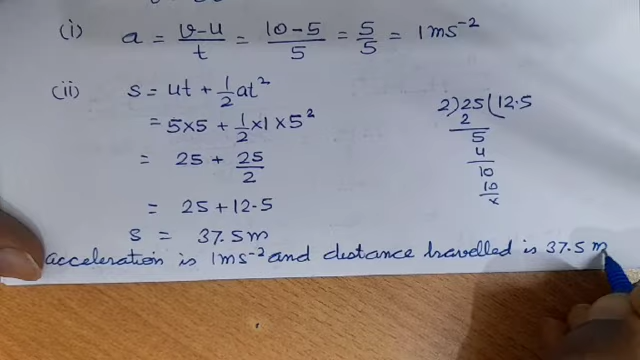 (i) a = v-u/t = 10-5/5 = 5/5 = 1ms⁻²
(ii) s = ut + 1/2 at²
= 5×5 + 1/2 ×1×5²
= 25 + 25/2
= 25 + 12.5
s = 37.5m
acceleration is 1ms⁻² and distance travelled is 37.5 m
2)25(12.5
2
5
4
10
10
x